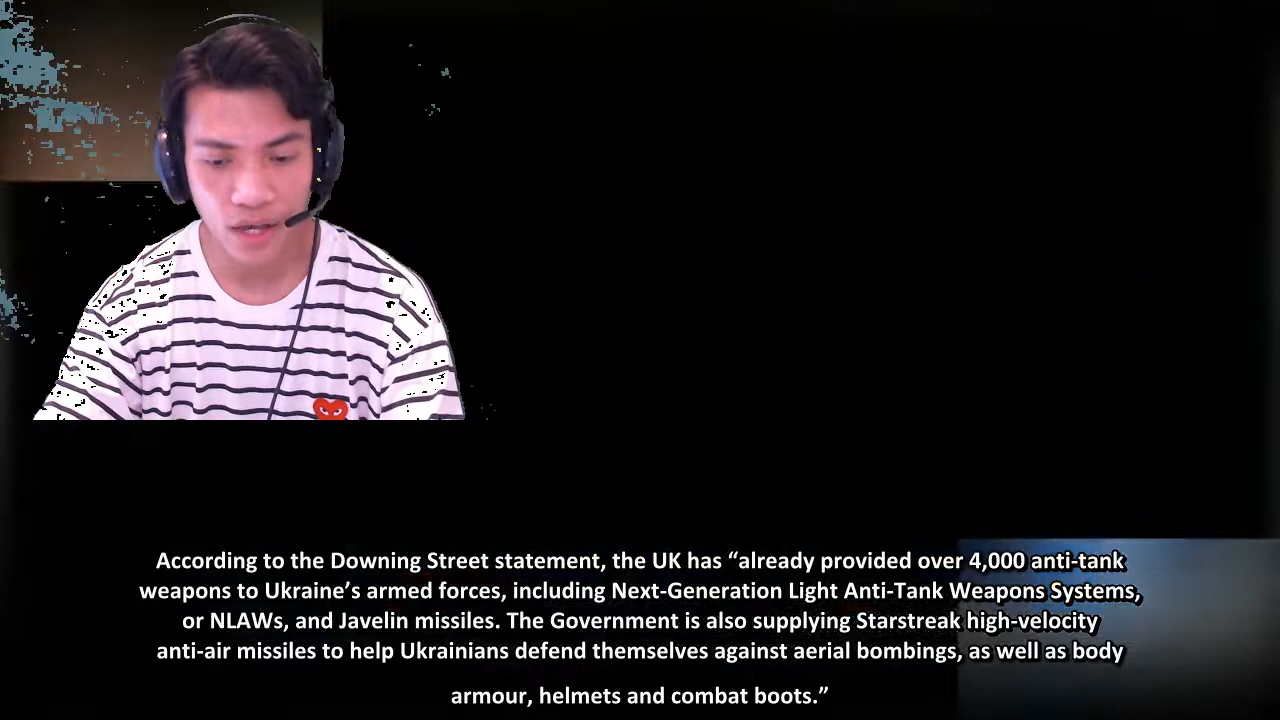 According to the Downing Street statement, the UK has “already provided over 4,000 anti-tank
weapons to Ukraine’s armed forces, including Next-Generation Light Anti-Tank Weapons Systems,
or NLAWs, and Javelin missiles. The Government is also supplying Starstreak high-velocity
anti-air missiles to help Ukrainians defend themselves against aerial bombings, as well as body
armour, helmets and combat boots.”